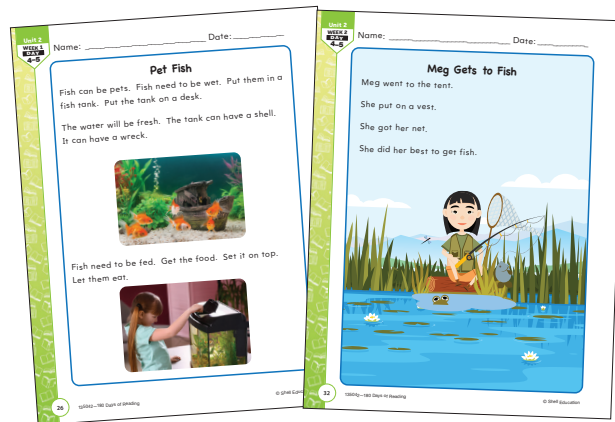 Unit 2
WEEK 1
DAY
4–5
Name: Date:
Pet Fish
Fish can be pets. Fish need to be wet. Put them in a
fish tank. Put the tank on a desk.
The water will be fresh. The tank can have a shell.
It can have a wreck.
Fish need to be fed. Get the food. Set it on top.
Let them eat.
26
135042—180 Days of Reading
© Shell Educa
Unit 2
WEEK 2
DAY
4–5
Name: Date:
Meg Gets to Fish
Meg went to the tent.
She put on a vest.
She got her net.
She did her best to get fish.
32
135042—180 Days of Reading
© Shell Education